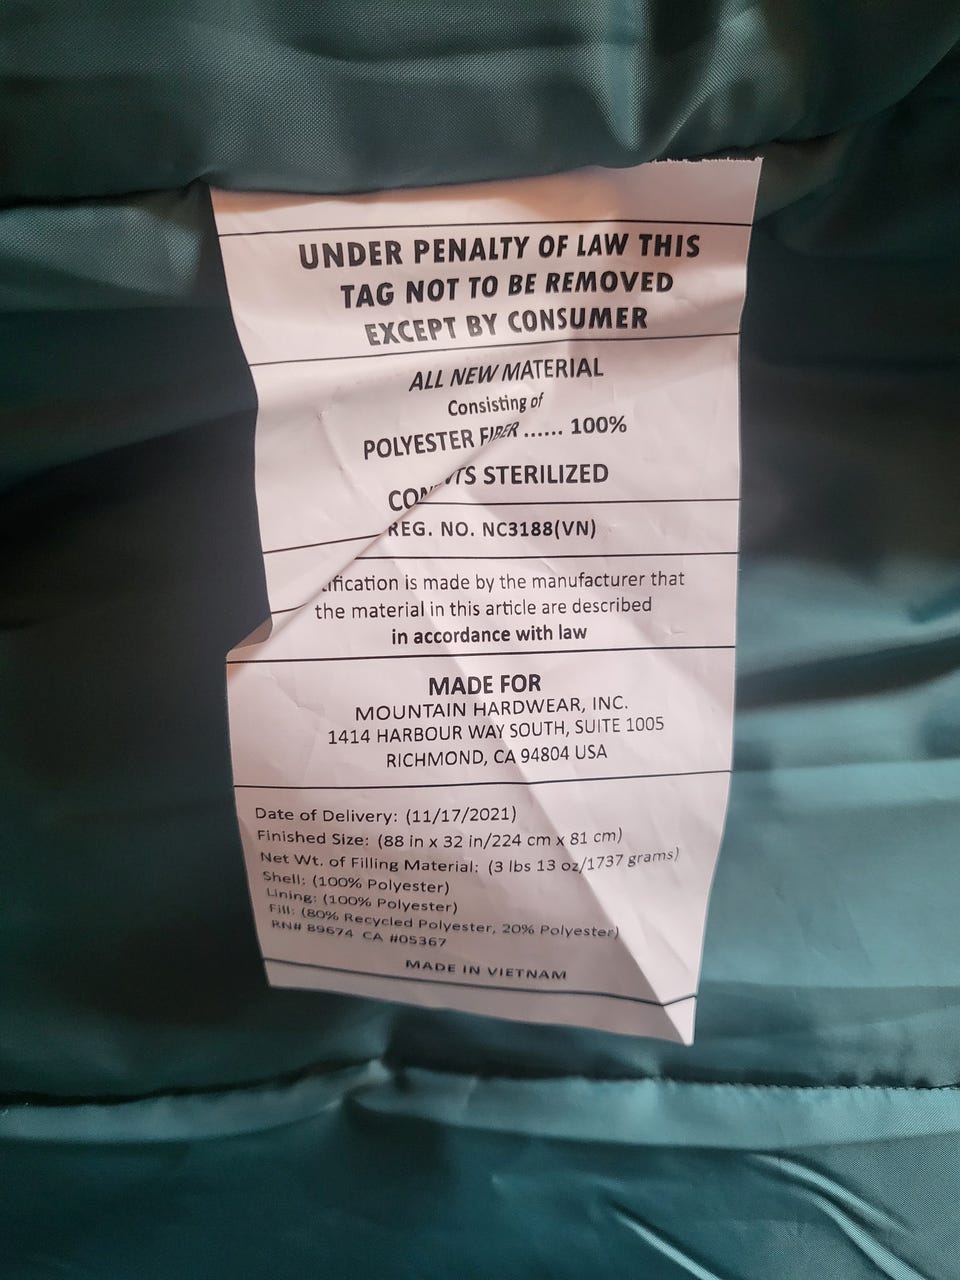 UNDER PENALTY OF LAW THIS
TAG NOT TO BE REMOVED
EXCEPT BY CONSUMER
ALL NEW MATERIAL
Consisting of
POLYESTER FIBER ...... 100%
STERILIZED
REG. NO. NC3188(VN)
is made by the manufacturer that
the material in this article are described
in accordance with law
MADE FOR
MOUNTAIN HARDWEAR, INC.
1414 HARBOUR WAY SOUTH, SUITE 1005
RICHMOND, CA 94804 USA
Date of Delivery: (11/17/2021)
Finished Size: (88 in x 32 in/224 cm x 81 cm)
Net Wt. of Filling Material: (3 lbs 13 oz/1737 grams)
Shell: (100% Polyester)
Lining: (100% Polyester)
Fill: (80% Recycled Polyester, 20% Polyester)
RN# 89674 CA #05367
MADE IN VIETNAM